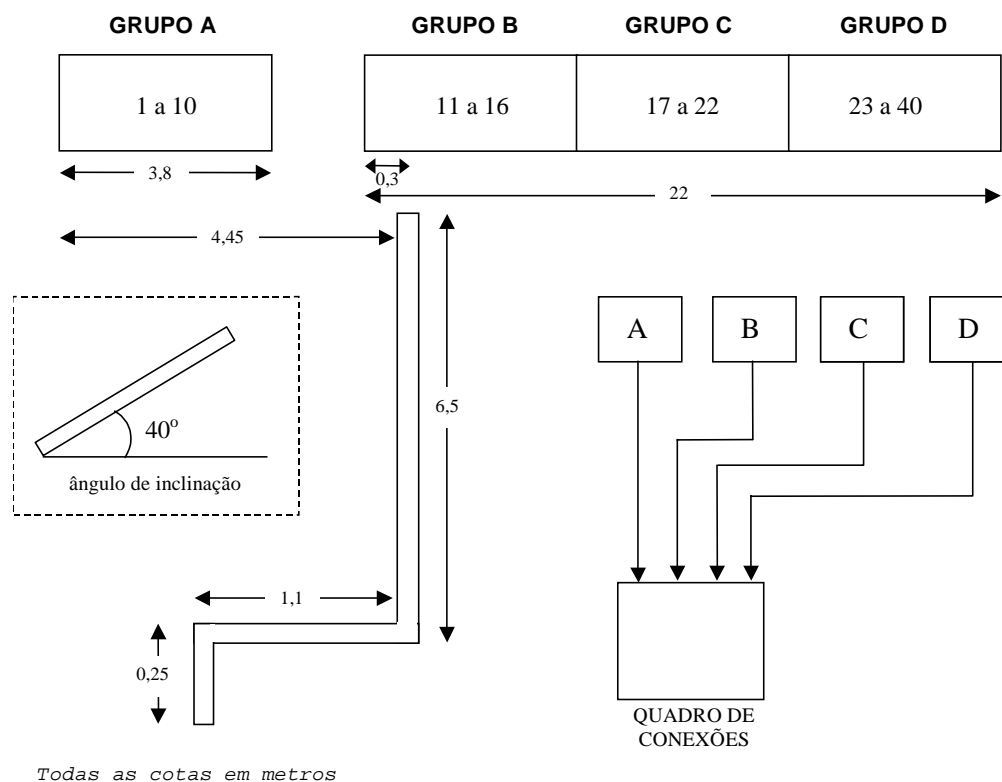 GRUPO A
GRUPO B
GRUPO C
GRUPO D
1 a 10
11 a 16
17 a 22
23 a 40
3,8
0,3
22
4,45
6,5
40º
ângulo de inclinação
A
B
C
D
1,1
0,25
QUADRO DE
CONEXÕES
Todas as cotas em metros